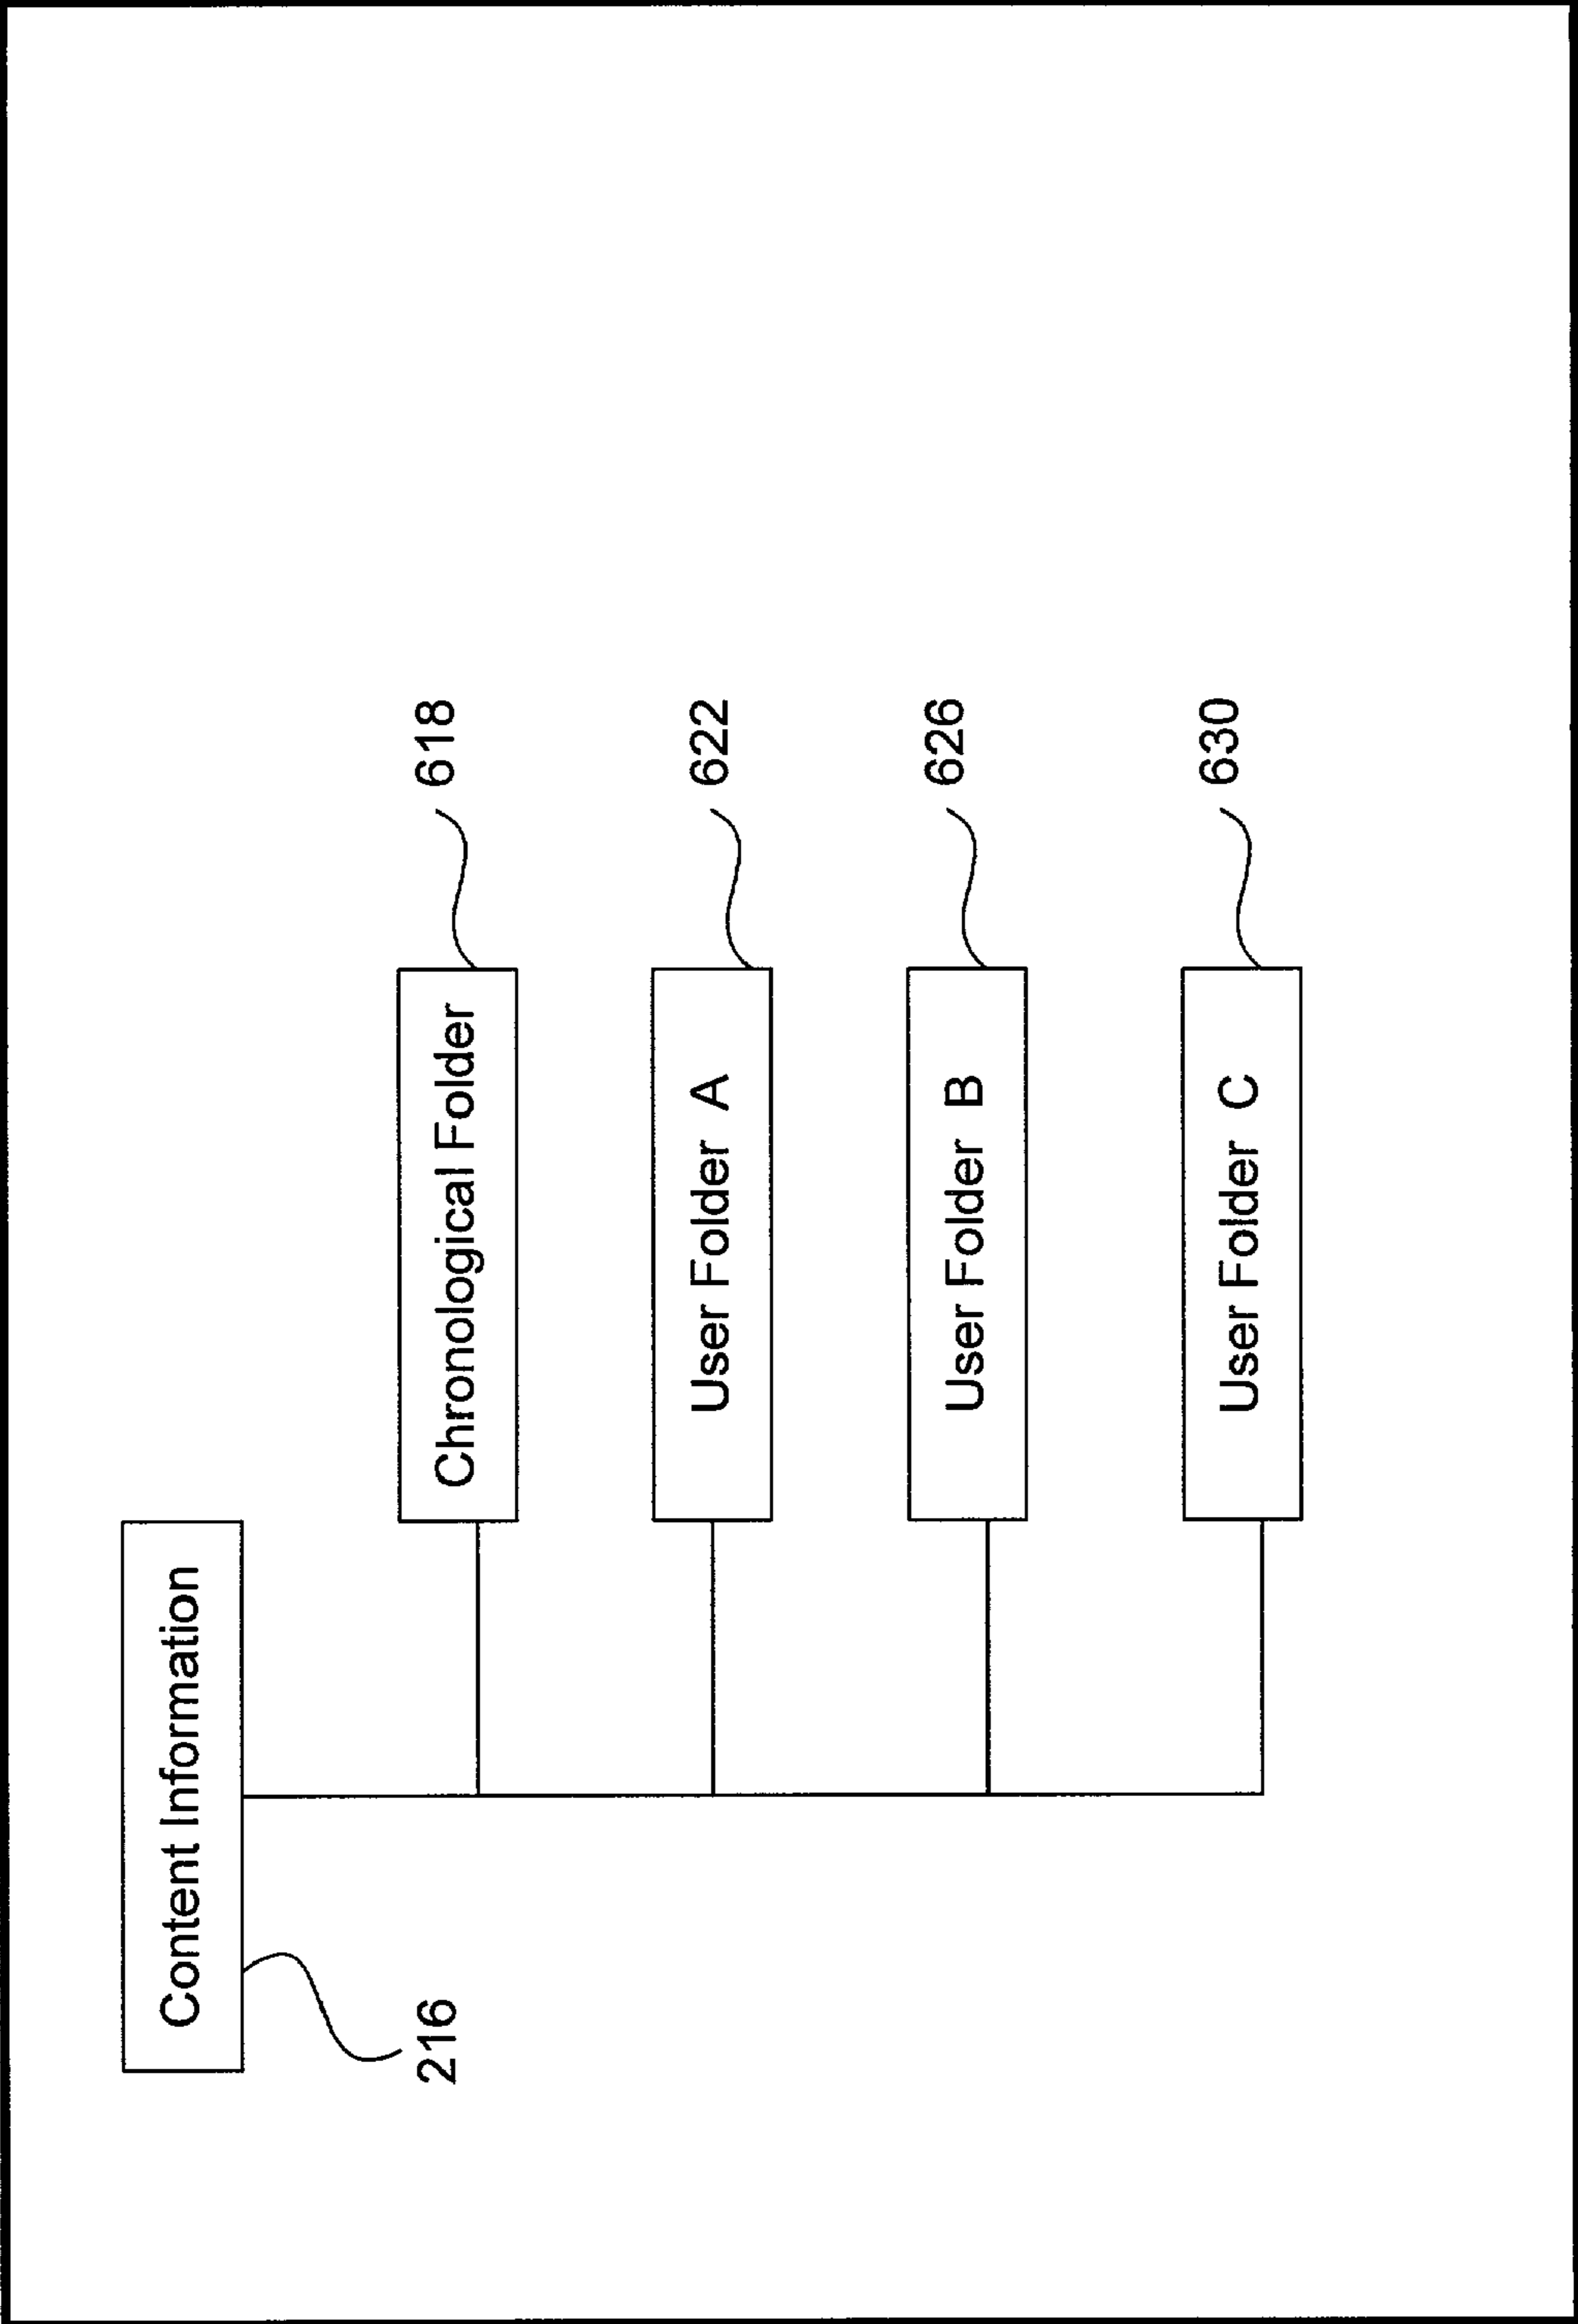 Content Information
216
Chronological Folder
618
User Folder A
622
User Folder B
626
User Folder C
630